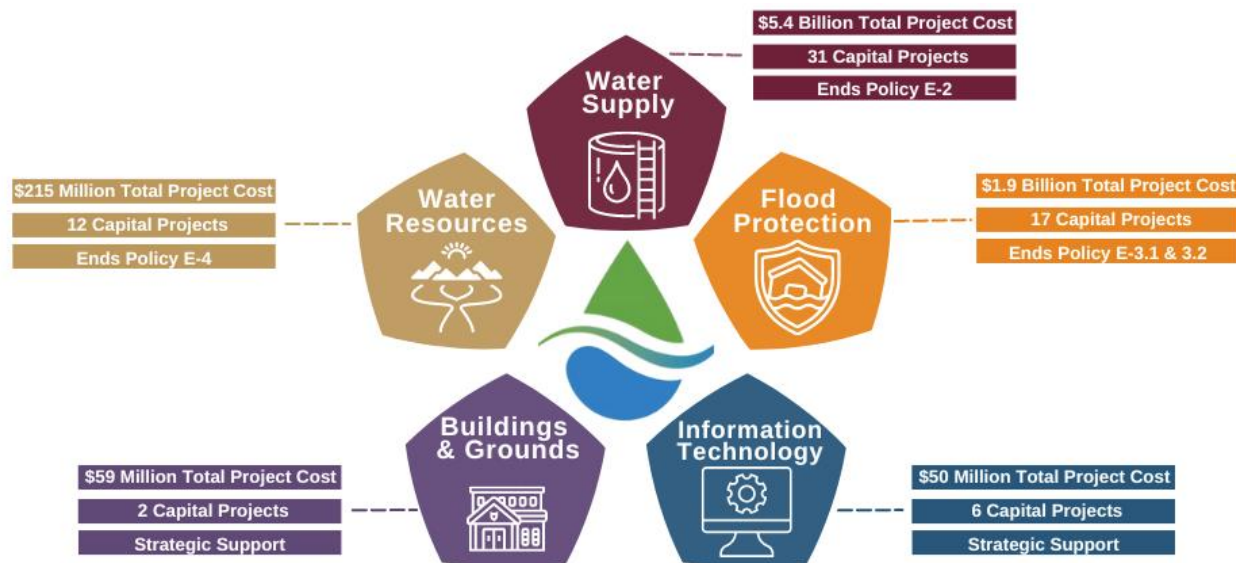 $5.4 Billion Total Project Cost
31 Capital Projects
Ends Policy E-2
Water
Supply
$215 Million Total Project Cost
12 Capital Projects
Ends Policy E-4
Water
Resources
Flood
Protection
$1.9 Billion Total Project Cost
17 Capital Projects
Ends Policy E-3.1 & 3.2
Buildings
& Grounds
$59 Million Total Project Cost
2 Capital Projects
Strategic Support
Information
Technology
$50 Million Total Project Cost
6 Capital Projects
Strategic Support